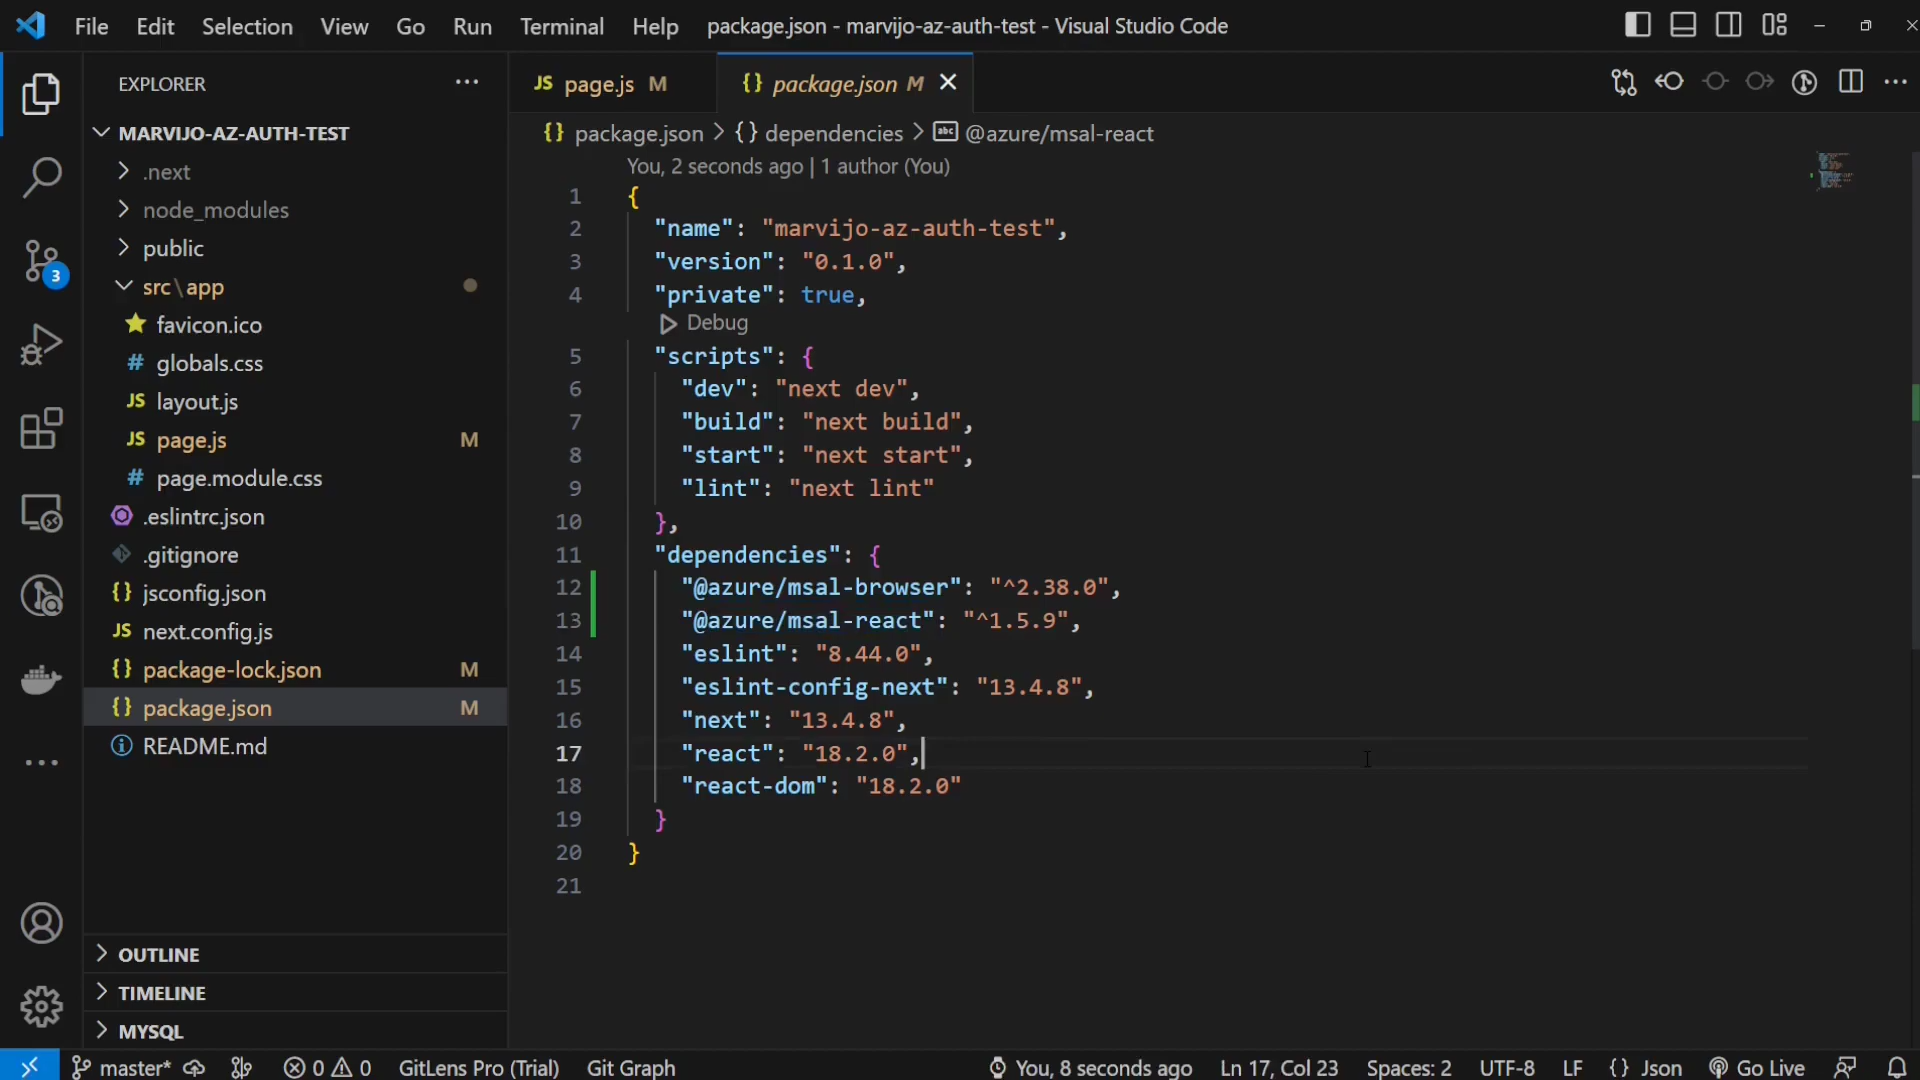 File Edit Selection View Go Run Terminal Help package.json - marvijo-az-auth-test - Visual Studio Code
EXPLORER
MARVIJO-AZ-AUTH-TEST
.next
node_modules
public
src\app
favicon.ico
globals.css
layout.js
page.js M
page.module.css
.eslintrc.json
.gitignore
jsconfig.json
next.config.js
package-lock.json M
package.json M
README.md
OUTLINE
TIMELINE
MYSQL
3
JS page.js M
{} package.json M
{} package.json > {} dependencies > abc @azure/msal-react
You, 2 seconds ago | 1 author (You)
1 {
2 "name": "marvijo-az-auth-test",
3 "version": "0.1.0",
4 "private": true,
Debug
5 "scripts": {
6 "dev": "next dev",
7 "build": "next build",
8 "start": "next start",
9 "lint": "next lint"
10 },
11 "dependencies": {
12 "@azure/msal-browser": "^2.38.0",
13 "@azure/msal-react": "^1.5.9",
14 "eslint": "8.44.0",
15 "eslint-config-next": "13.4.8",
16 "next": "13.4.8",
17 "react": "18.2.0",
18 "react-dom": "18.2.0"
19 }
20 }
21
master* 0 0 GitLens Pro (Trial) Git Graph You, 8 seconds ago Ln 17, Col 23 Spaces: 2 UTF-8 LF {} Json Go Live